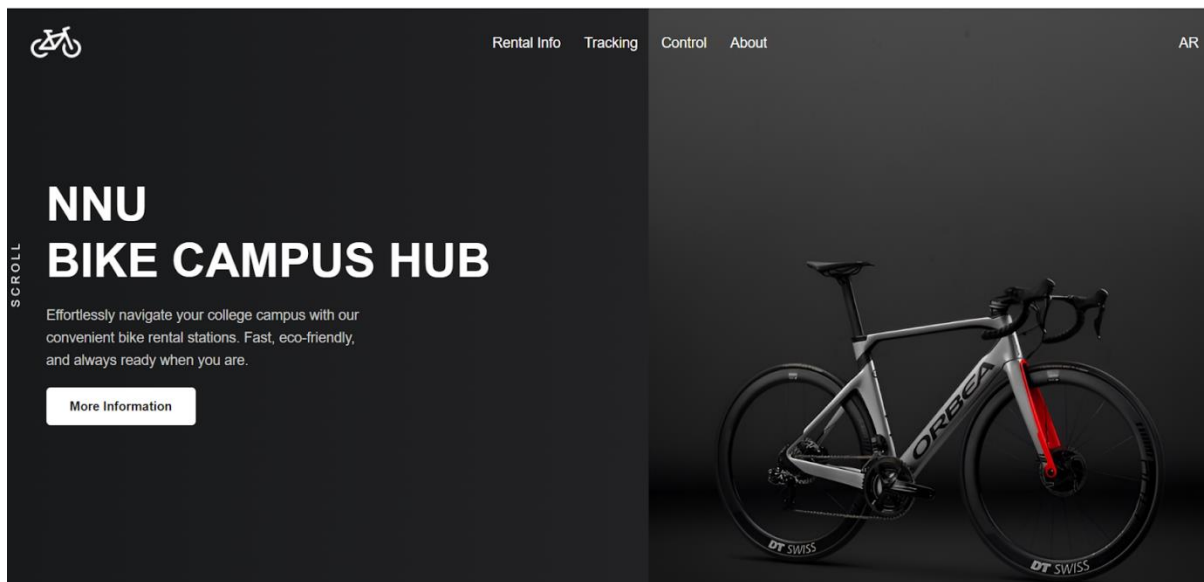 Rental Info Tracking Control About AR
NNU
BIKE CAMPUS HUB
SCROLL
Effortlessly navigate your college campus with our
convenient bike rental stations. Fast, eco-friendly,
and always ready when you are.
More Information
ORBEA
DT SWISS
DT SWISS